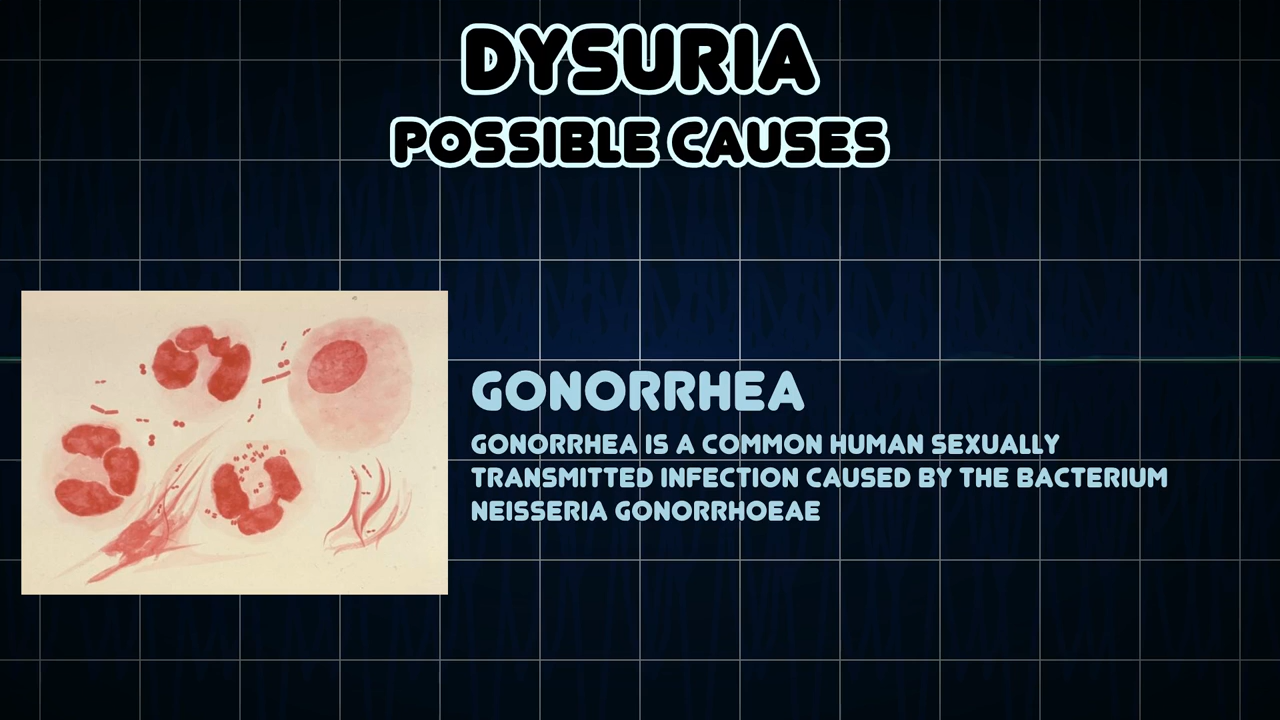 DYSURIA
POSSIBLE CAUSES
GONORRHEA
GONORRHEA IS A COMMON HUMAN SEXUALLY
TRANSMITTED INFECTION CAUSED BY THE BACTERIUM
NEISSERIA GONORRHOEAE